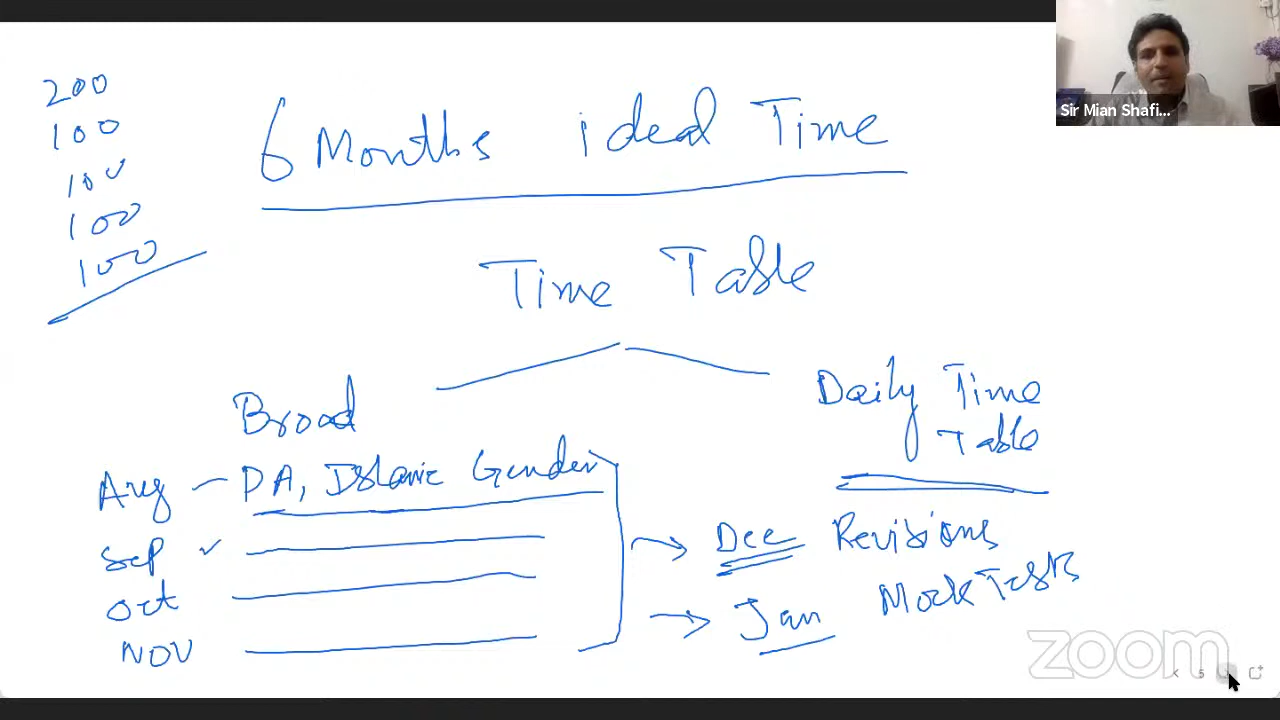 Sir Mian Shafi...
200
100
100
100
100
6 Months ideal Time
Time Table
Broad
Aug - PA, Islamic Gender
Sep
Oct
NOV
Daily Time
Table
Dec Revisions
Jan Mock Tests
zoom
5